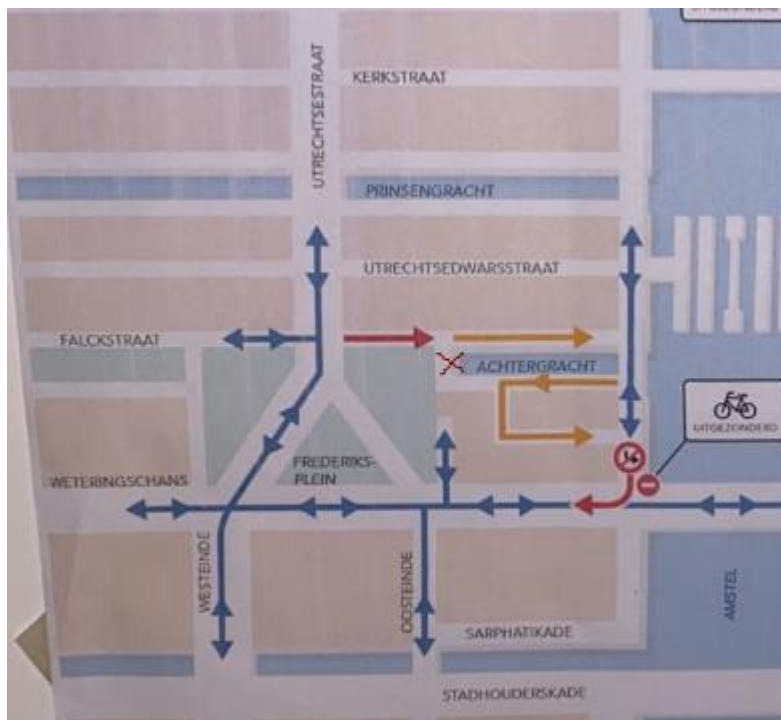 UTRECHTSESTRAAT
KERKSTRAAT
PRINSENGRACHT
UTRECHTSEDWARSSTRAAT
FALCKSTRAAT
ACHTERGRACHT
UITGEZONDERD
FREDERIKS-
PLEIN
WETERINGSCHANS
WESTEINDE
OOSTEINDE
AMSTEL
SARPHATIKADE
STADHOUDERSKADE